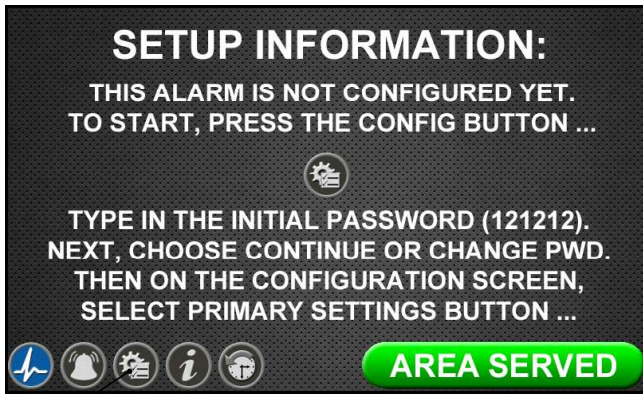 SETUP INFORMATION:
THIS ALARM IS NOT CONFIGURED YET.
TO START, PRESS THE CONFIG BUTTON ...
TYPE IN THE INITIAL PASSWORD (121212).
NEXT, CHOOSE CONTINUE OR CHANGE PWD.
THEN ON THE CONFIGURATION SCREEN,
SELECT PRIMARY SETTINGS BUTTON ...
i
AREA SERVED